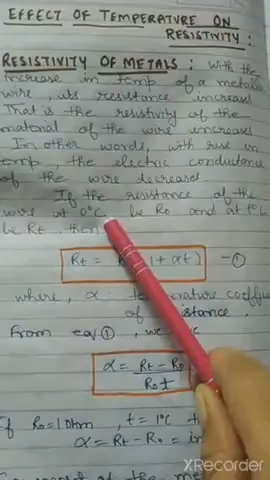 EFFECT OF TEMPERATURE ON
RESISTIVITY :
RESISTIVITY OF METALS : With the
increase in temp of a metallic
wire, its resistance increases
That is the resistivity of the
material of the wire increases
In other words, with rise in
temp, the electric conductance
of the wire decreases
If the resistance of the
wire at 0°C be R₀ and at t°C
be Rt, then
Rt = (1 + αt) - ①
where, α of resistance.
From eqn ①, we
α = Rt - R₀ / R₀t
If R₀ = 1 Ohm, t = 1°C
α = Rt - R₀ =
XRecorder